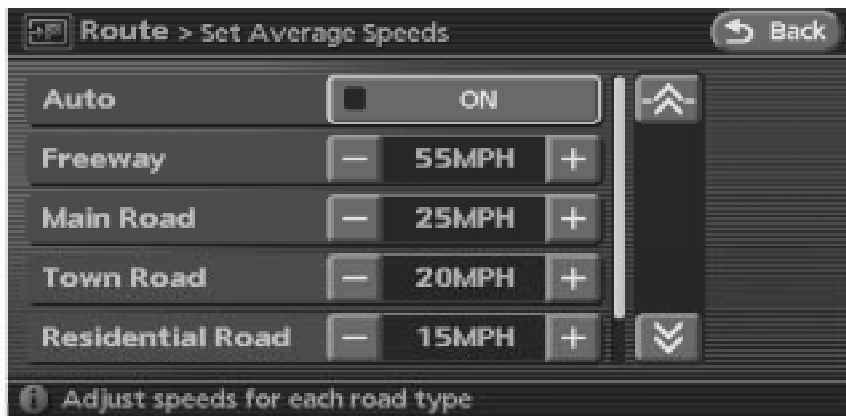 Route > Set Average Speeds
Back
Auto ON
Freeway − 55MPH +
Main Road − 25MPH +
Town Road − 20MPH +
Residential Road − 15MPH +
Adjust speeds for each road type